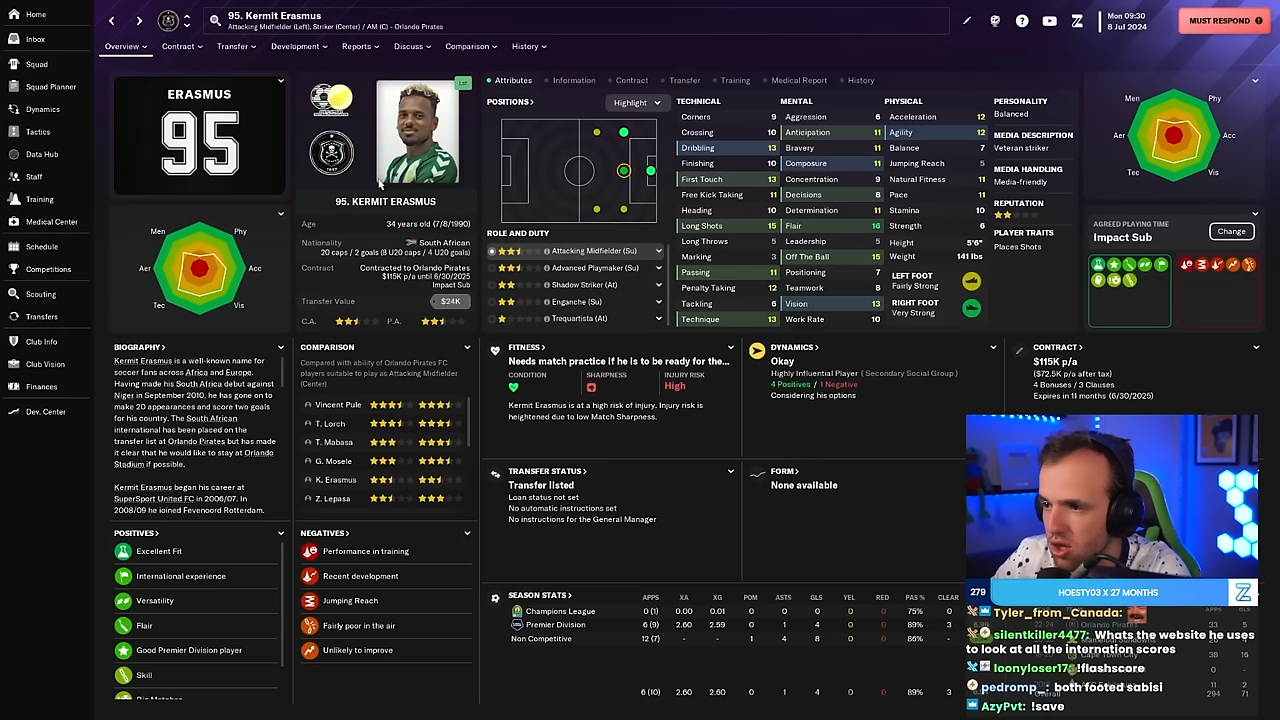 Home
Inbox
Squad
Squad Planner
Dynamics
Tactics
Data Hub
Staff
Training
Medical Center
Schedule
Competitions
Scouting
Transfers
Club Info
Club Vision
Finances
Dev. Center
95. Kermit Erasmus
Attacking Midfielder (Left), Striker (Center) / AM (C) - Orlando Pirates
Mon 09:30
8 Jul 2024
MUST RESPOND
Overview
Contract
Transfer
Development
Reports
Discuss
Comparison
History
ERASMUS
95
Men
Phy
Aer
Acc
Tec
Vis
Lst
95. KERMIT ERASMUS
Age
34 years old (7/8/1990)
Nationality
South African
20 caps / 2 goals (8 U20 caps / 4 U20 goals)
Contract
Contracted to Orlando Pirates
$115K p/a until 6/30/2025
Impact Sub
Transfer Value
$24K
C.A.
P.A.
Attributes
Information
Contract
Transfer
Training
Medical Report
History
POSITIONS
Highlight
ROLE AND DUTY
Attacking Midfielder (Su)
Advanced Playmaker (Su)
Shadow Striker (At)
Enganche (Su)
Trequartista (At)
TECHNICAL
Corners 9
Crossing 10
Dribbling 13
Finishing 10
First Touch 13
Free Kick Taking 11
Heading 10
Long Shots 15
Long Throws 5
Marking 3
Passing 11
Penalty Taking 12
Tackling 6
Technique 13
MENTAL
Aggression 6
Anticipation 11
Bravery 11
Composure 11
Concentration 9
Decisions 8
Determination 11
Flair 16
Leadership 5
Off The Ball 15
Positioning 7
Teamwork 8
Vision 13
Work Rate 10
PHYSICAL
Acceleration 12
Agility 12
Balance 7
Jumping Reach 5
Natural Fitness 11
Pace 11
Stamina 10
Strength 6
Height 5'6"
Weight 141 lbs
LEFT FOOT
Fairly Strong
RIGHT FOOT
Very Strong
PERSONALITY
Balanced
MEDIA DESCRIPTION
Veteran striker
MEDIA HANDLING
Media-friendly
REPUTATION
PLAYER TRAITS
Places Shots
Men
Phy
Aer
Acc
Tec
Vis
AGREED PLAYING TIME
Impact Sub
Change
BIOGRAPHY
Kermit Erasmus is a well-known name for
soccer fans across Africa and Europe.
Having made his South Africa debut against
Niger in September 2010, he has gone on to
make 20 appearances and score two goals
for his country. The South African
international has been placed on the
transfer list at Orlando Pirates but has made
it clear that he would like to stay at Orlando
Stadium if possible.
Kermit Erasmus began his career at
SuperSport United FC in 2006/07. In
2008/09 he joined Feyenoord Rotterdam.
COMPARISON
Compared with ability of Orlando Pirates FC
players suitable to play as Attacking Midfielder
(Center)
Vincent Pule
T. Lorch
T. Mabasa
G. Mosele
K. Erasmus
Z. Lepasa
POSITIVES
Excellent Fit
International experience
Versatility
Flair
Good Premier Division player
Skill
Big Matches
NEGATIVES
Performance in training
Recent development
Jumping Reach
Fairly poor in the air
Unlikely to improve
FITNESS
Needs match practice if he is to be ready for the...
CONDITION
SHARPNESS
INJURY RISK
High
Kermit Erasmus is at a high risk of injury. Injury risk is
heightened due to low Match Sharpness.
DYNAMICS
Okay
Highly Influential Player ( Secondary Social Group )
4 Positives / 1 Negative
Considering his options
CONTRACT
$115K p/a
($72.5K p/a after tax)
4 Bonuses / 3 Clauses
Expires in 11 months (6/30/2025)
TRANSFER STATUS
Transfer listed
Loan status not set
No automatic instructions set
No instructions for the General Manager
FORM
None available
SEASON STATS
APPS XA XG POM ASTS GLS YEL RED PAS % CLEAR
Champions League 0 (1) 0.00 0.01 0 0 0 0 0 75% 0
Premier Division 6 (9) 2.60 2.59 0 1 4 0 0 89% 3
Non Competitive 12 (7) - - 1 4 8 0 0 86% -
6 (10) 2.60 2.60 0 1 4 0 0 89% 3
279
HOESTY03 X 27 MONTHS
Tyler_from_Canada:
silentkiller4477: Whats the website he uses
to look at all the internation scores
loonyloser17: !flashscore
pedromp_: both footed sabisi
AzyPvt: !save